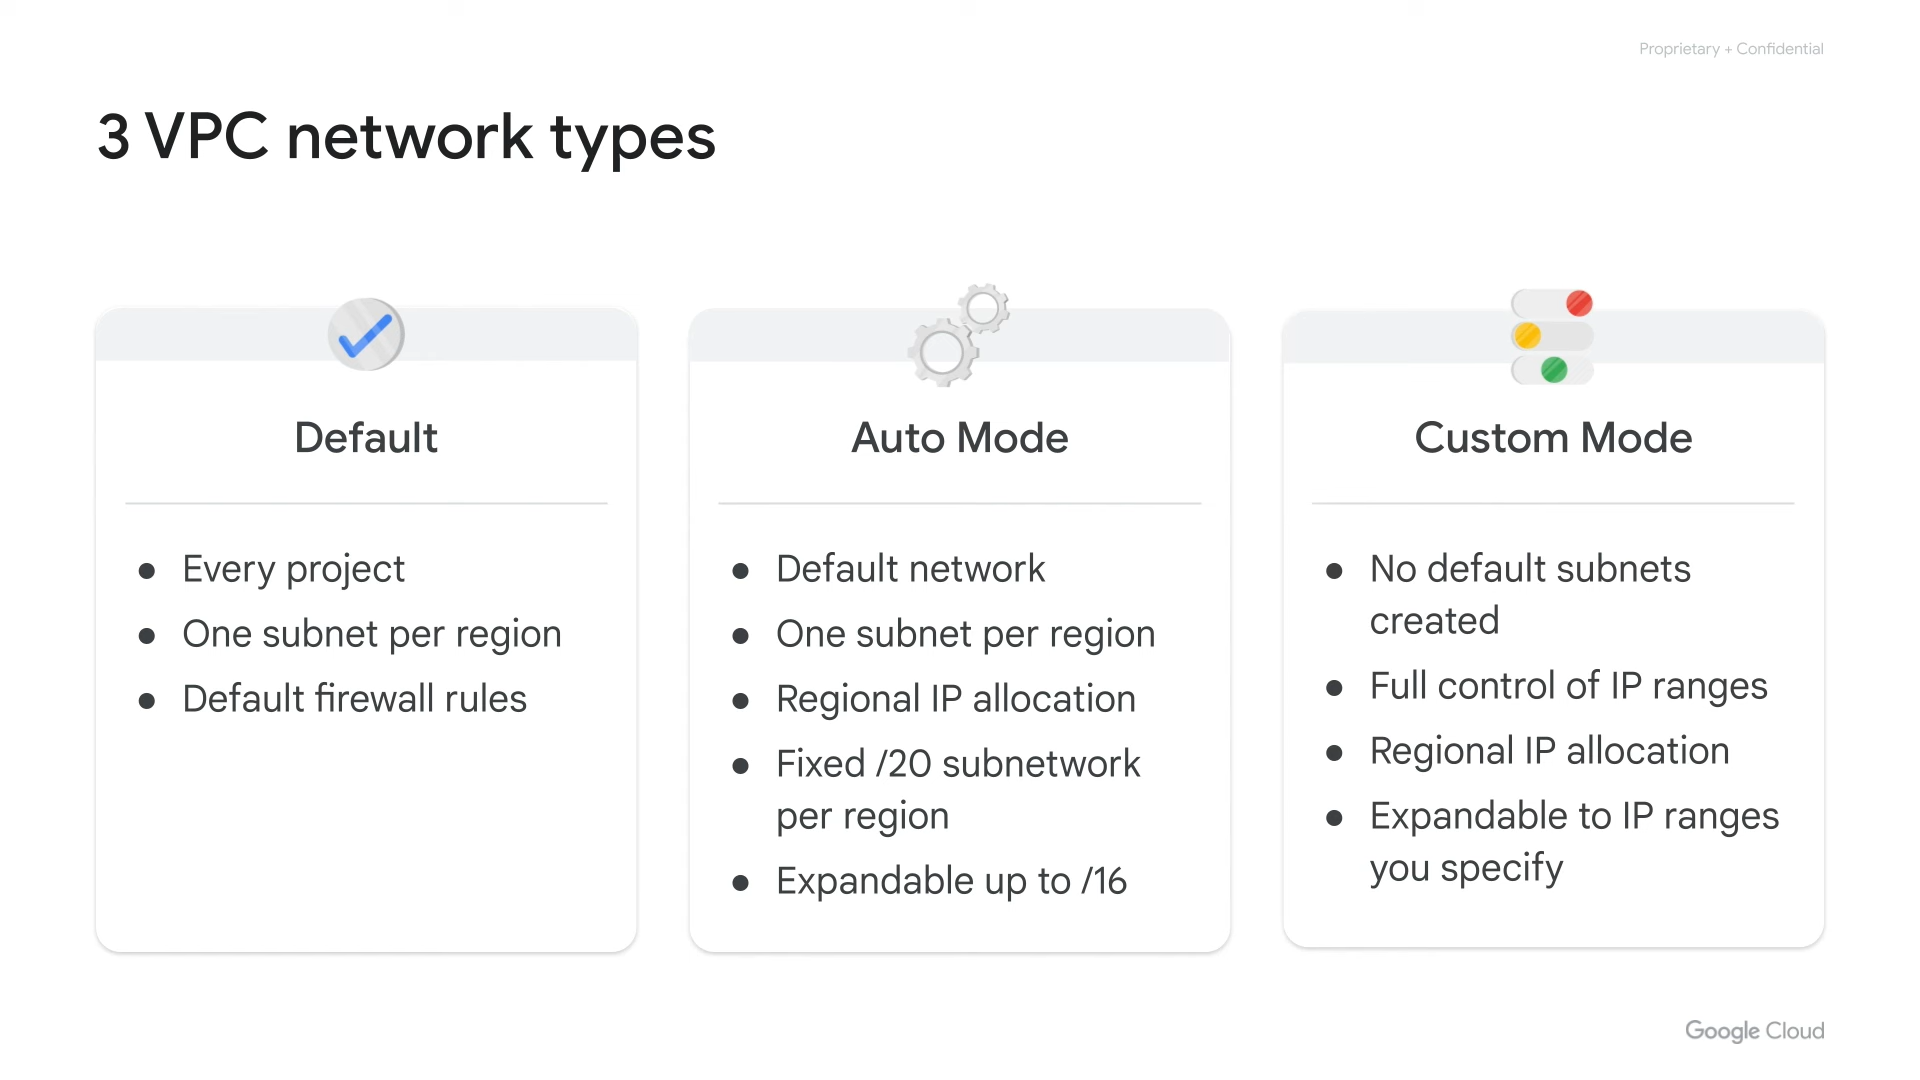 Proprietary + Confidential
3 VPC network types
Default
● Every project
● One subnet per region
● Default firewall rules
Auto Mode
● Default network
● One subnet per region
● Regional IP allocation
● Fixed /20 subnetwork
per region
● Expandable up to /16
Custom Mode
● No default subnets
created
● Full control of IP ranges
● Regional IP allocation
● Expandable to IP ranges
you specify
Google Cloud